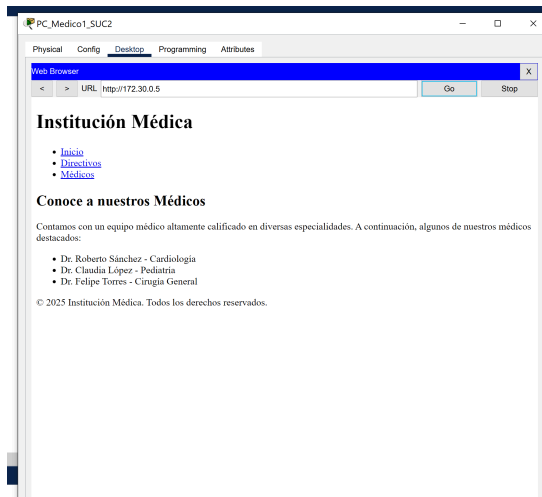 PC_Medico1_SUC2
Physical Config Desktop Programming Attributes
Web Browser X
< > URL http://172.30.0.5 Go Stop
Institución Médica
Inicio
Directivos
Médicos
Conoce a nuestros Médicos
Contamos con un equipo médico altamente calificado en diversas especialidades. A continuación, algunos de nuestros médicos
destacados:
Dr. Roberto Sánchez - Cardiología
Dr. Claudia López - Pediatría
Dr. Felipe Torres - Cirugía General
© 2025 Institución Médica. Todos los derechos reservados.